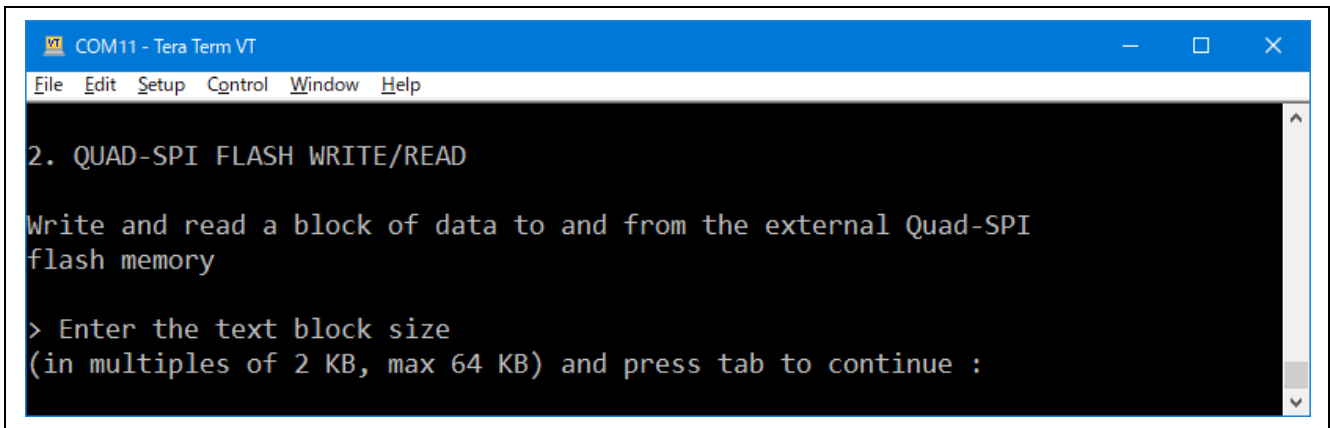 COM11 - Tera Term VT
File Edit Setup Control Window Help
2. QUAD-SPI FLASH WRITE/READ
Write and read a block of data to and from the external Quad-SPI
flash memory
> Enter the text block size
(in multiples of 2 KB, max 64 KB) and press tab to continue :